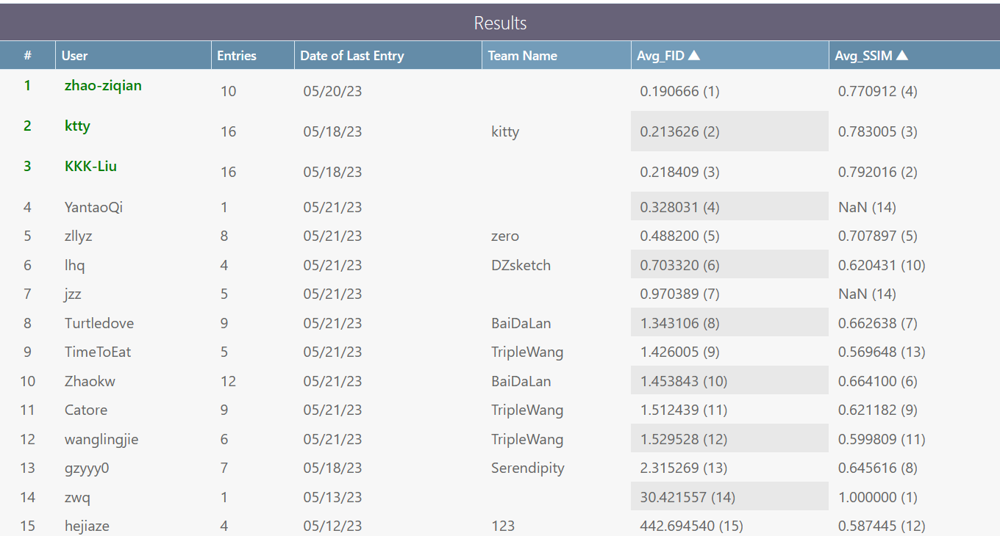 Results
# User Entries Date of Last Entry Team Name Avg_FID ▲ Avg_SSIM ▲
1 zhao-ziqian 10 05/20/23 0.190666 (1) 0.770912 (4)
2 ktty 16 05/18/23 kitty 0.213626 (2) 0.783005 (3)
3 KKK-Liu 16 05/18/23 0.218409 (3) 0.792016 (2)
4 YantaoQi 1 05/21/23 0.328031 (4) NaN (14)
5 zllyz 8 05/21/23 zero 0.488200 (5) 0.707897 (5)
6 lhq 4 05/21/23 DZsketch 0.703320 (6) 0.620431 (10)
7 jzz 5 05/21/23 0.970389 (7) NaN (14)
8 Turtledove 9 05/21/23 BaiDaLan 1.343106 (8) 0.662638 (7)
9 TimeToEat 5 05/21/23 TripleWang 1.426005 (9) 0.569648 (13)
10 Zhaokw 12 05/21/23 BaiDaLan 1.453843 (10) 0.664100 (6)
11 Catore 9 05/21/23 TripleWang 1.512439 (11) 0.621182 (9)
12 wanglingjie 6 05/21/23 TripleWang 1.529528 (12) 0.599809 (11)
13 gzyyy0 7 05/18/23 Serendipity 2.315269 (13) 0.645616 (8)
14 zwq 1 05/13/23 30.421557 (14) 1.000000 (1)
15 hejiaze 4 05/12/23 123 442.694540 (15) 0.587445 (12)